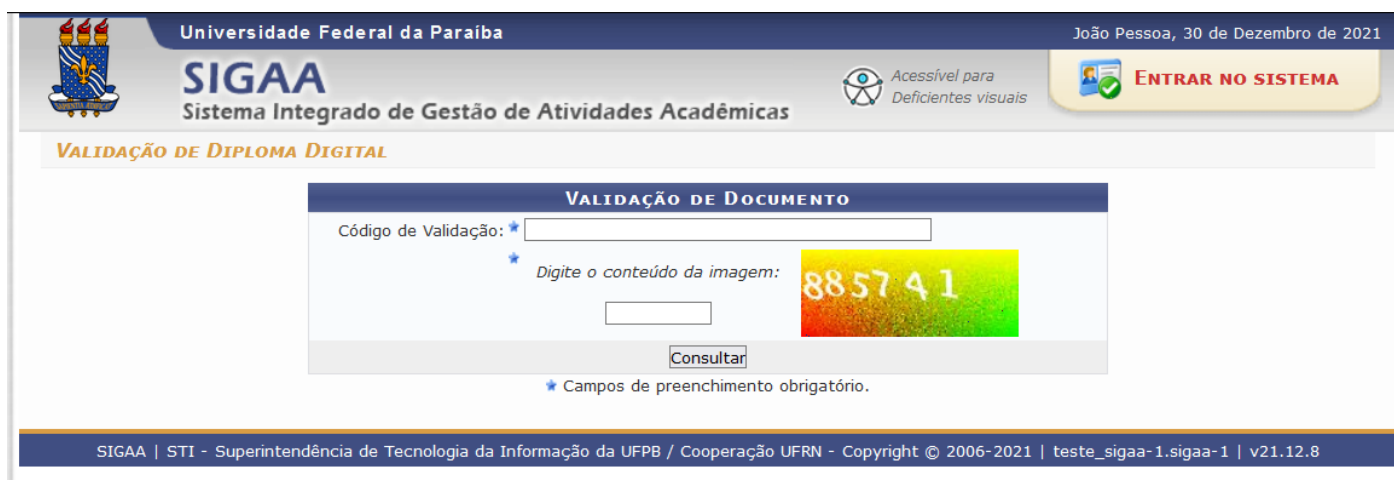 Universidade Federal da Paraíba
João Pessoa, 30 de Dezembro de 2021
SIGAA
Sistema Integrado de Gestão de Atividades Acadêmicas
Acessível para
Deficientes visuais
ENTRAR NO SISTEMA
VALIDAÇÃO DE DIPLOMA DIGITAL
VALIDAÇÃO DE DOCUMENTO
Código de Validação:
Digite o conteúdo da imagem:
885741
Consultar
Campos de preenchimento obrigatório.
SIGAA | STI - Superintendência de Tecnologia da Informação da UFPB / Cooperação UFRN - Copyright © 2006-2021 | teste_sigaa-1.sigaa-1 | v21.12.8